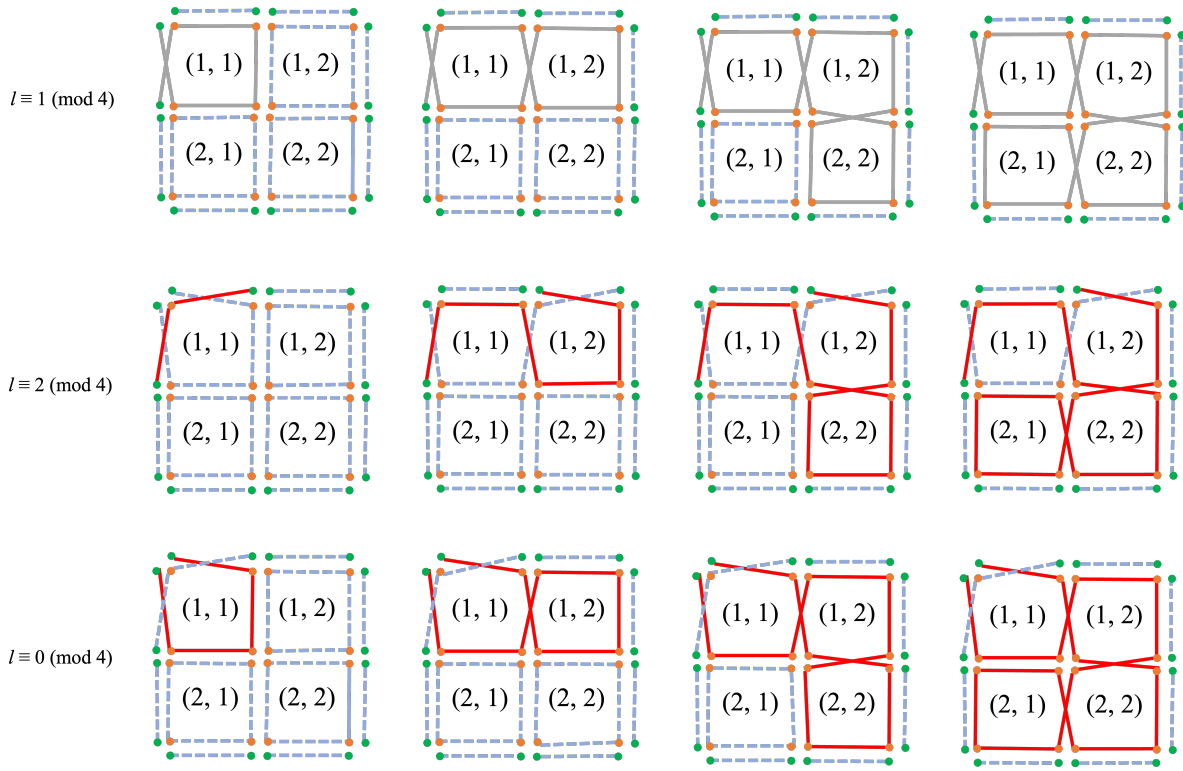 (1, 1) (1, 2) (1, 1) (1, 2) (1, 1) (1, 2) (1, 1) (1, 2)
l ≡ 1 (mod 4)
(2, 1) (2, 2) (2, 1) (2, 2) (2, 1) (2, 2) (2, 1) (2, 2)
(1, 1) (1, 2) (1, 1) (1, 2) (1, 1) (1, 2) (1, 1) (1, 2)
l ≡ 2 (mod 4)
(2, 1) (2, 2) (2, 1) (2, 2) (2, 1) (2, 2) (2, 1) (2, 2)
(1, 1) (1, 2) (1, 1) (1, 2) (1, 1) (1, 2) (1, 1) (1, 2)
l ≡ 0 (mod 4)
(2, 1) (2, 2) (2, 1) (2, 2) (2, 1) (2, 2) (2, 1) (2, 2)